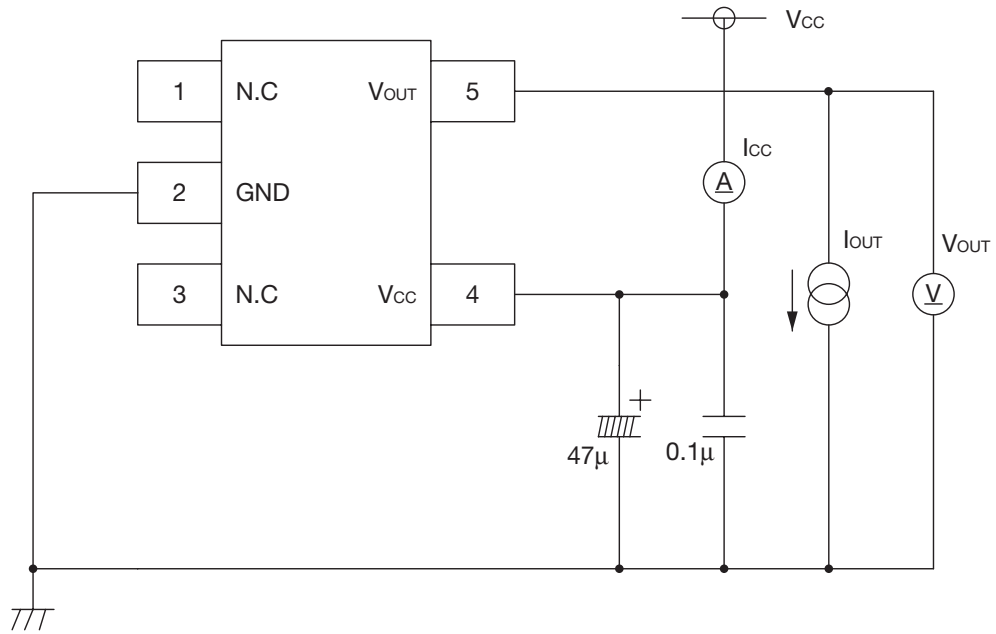 VCC
1 N.C VOUT 5
ICC
A
2 GND
IOUT VOUT
3 N.C VCC 4
V
+
47μ 0.1μ